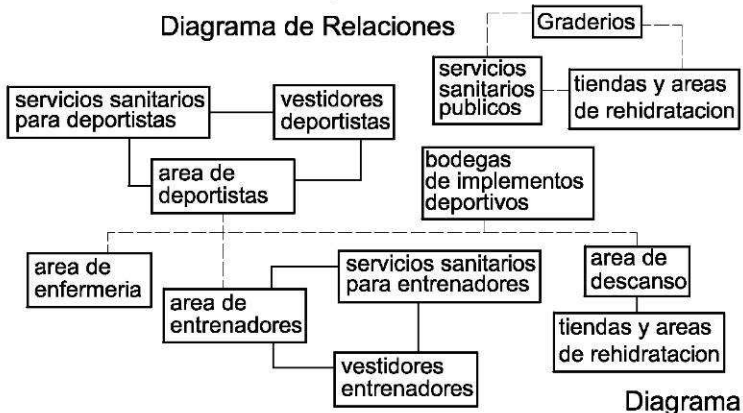 Diagrama de Relaciones
Graderios
servicios
sanitarios
publicos
tiendas y areas
de rehidratacion
servicios sanitarios
para deportistas
vestidores
deportistas
area de
deportistas
bodegas
de implementos
deportivos
area de
enfermeria
area de
entrenadores
servicios sanitarios
para entrenadores
vestidores
entrenadores
area de
descanso
tiendas y areas
de rehidratacion
Diagrama